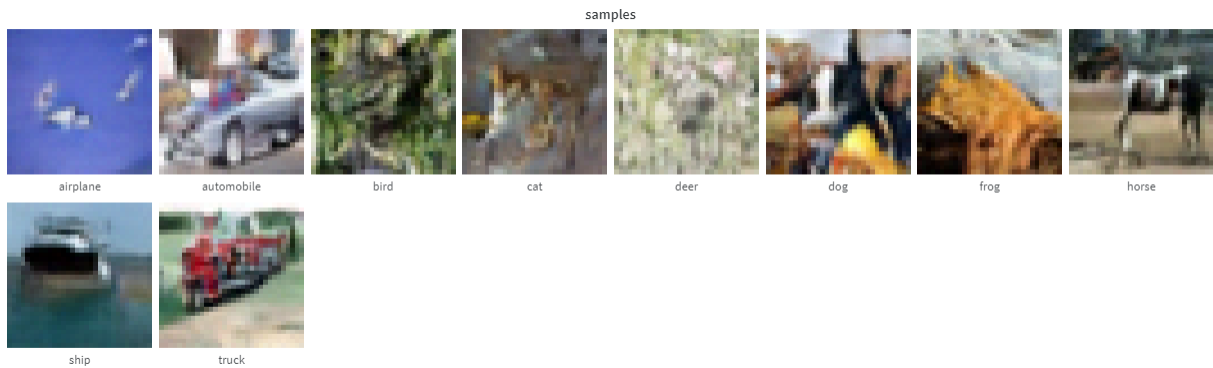 samples
airplane
automobile
bird
cat
deer
dog
frog
horse
ship
truck